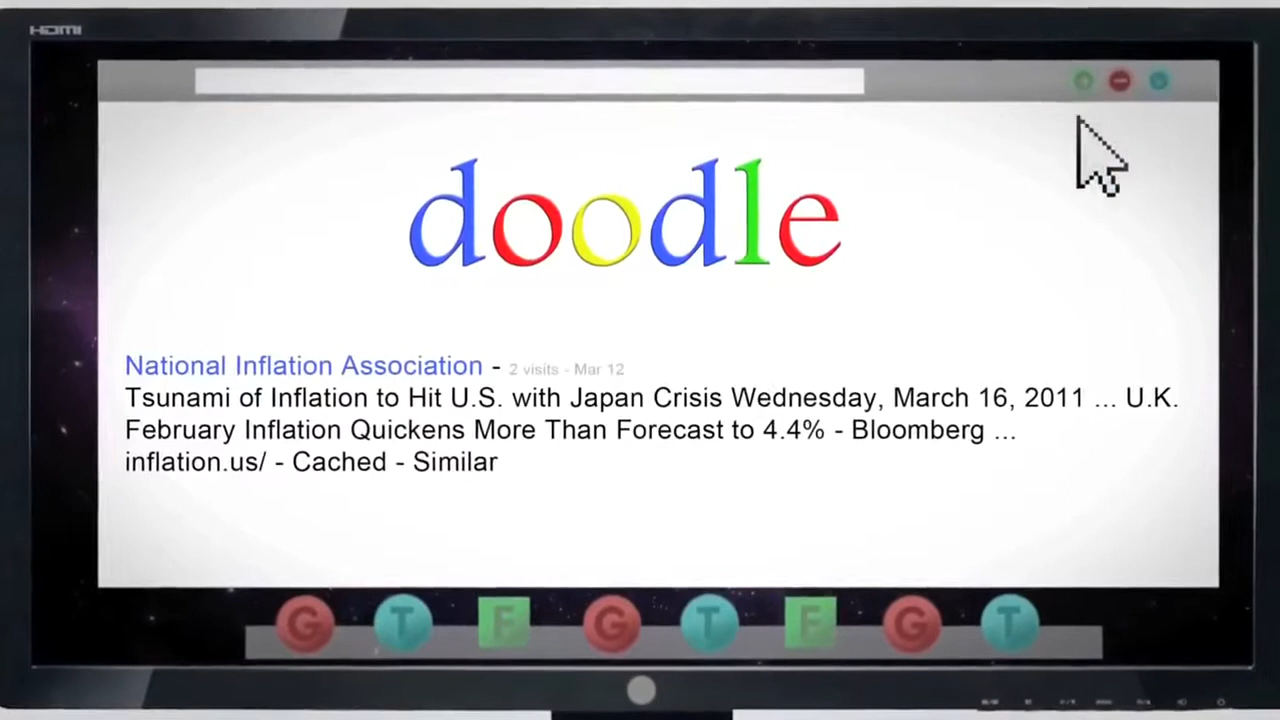 HDMI
doodle
National Inflation Association - 2 visits - Mar 12
Tsunami of Inflation to Hit U.S. with Japan Crisis Wednesday, March 16, 2011 ... U.K.
February Inflation Quickens More Than Forecast to 4.4% - Bloomberg ...
inflation.us/ - Cached - Similar
G T F G T F G T